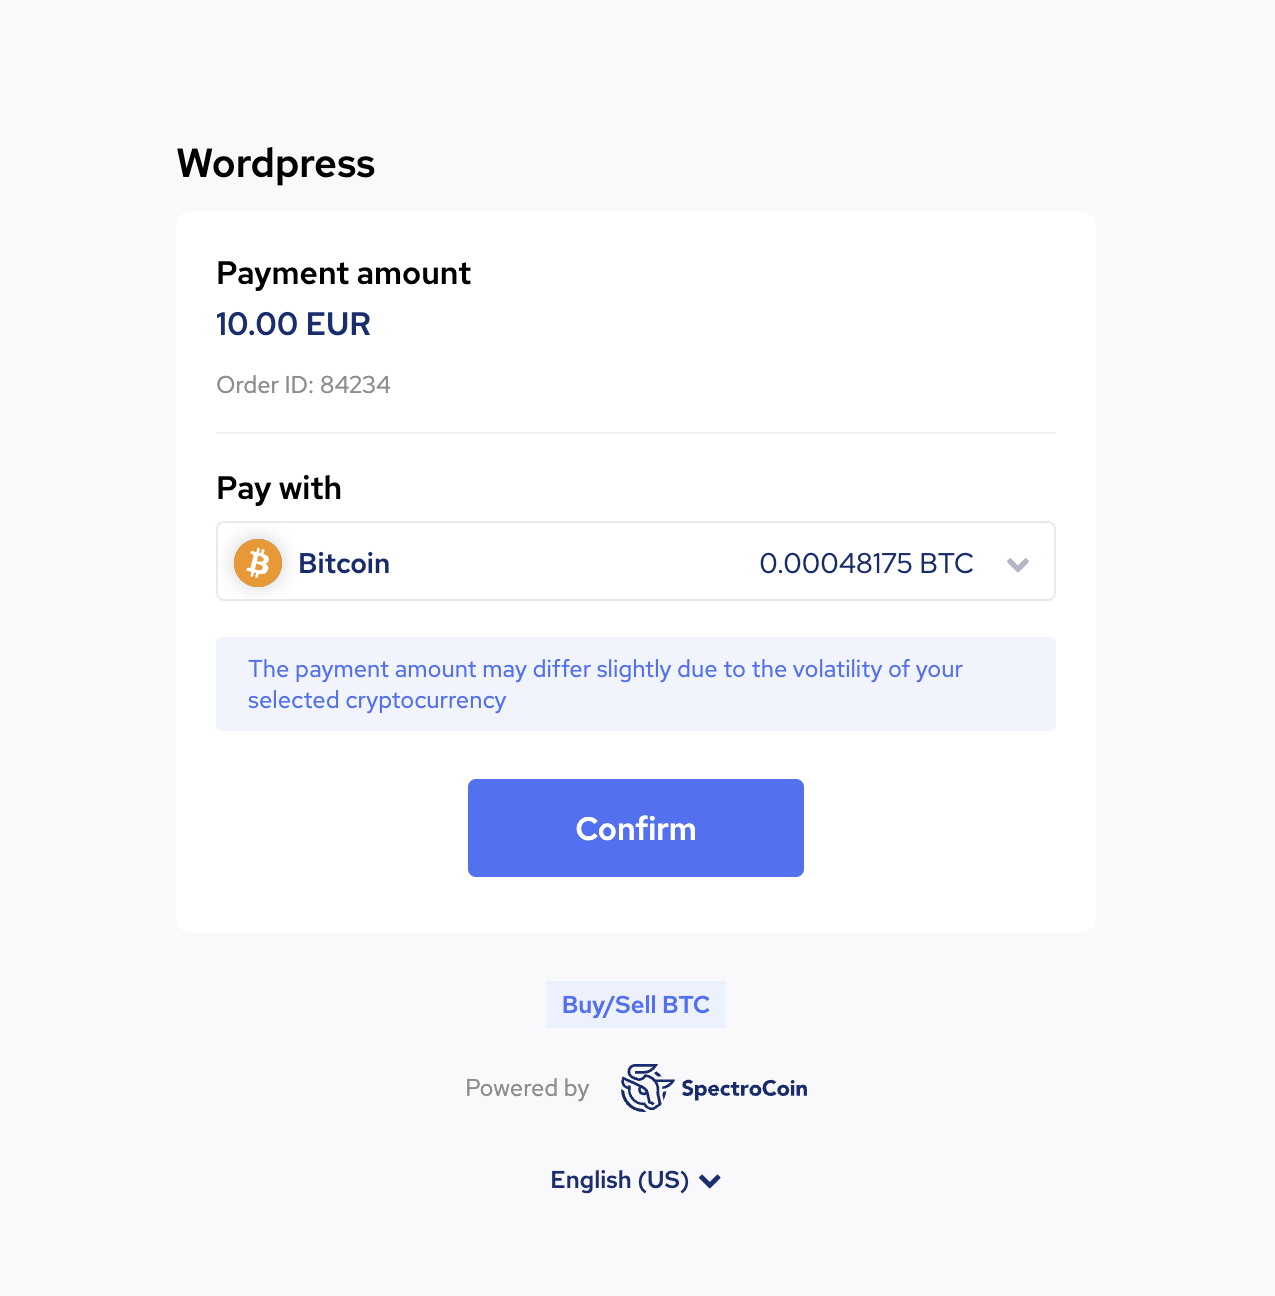 Wordpress
Payment amount
10.00 EUR
Order ID: 84234
Pay with
Bitcoin 0.00048175 BTC
The payment amount may differ slightly due to the volatility of your
selected cryptocurrency
Confirm
Buy/Sell BTC
Powered by SpectroCoin
English (US)